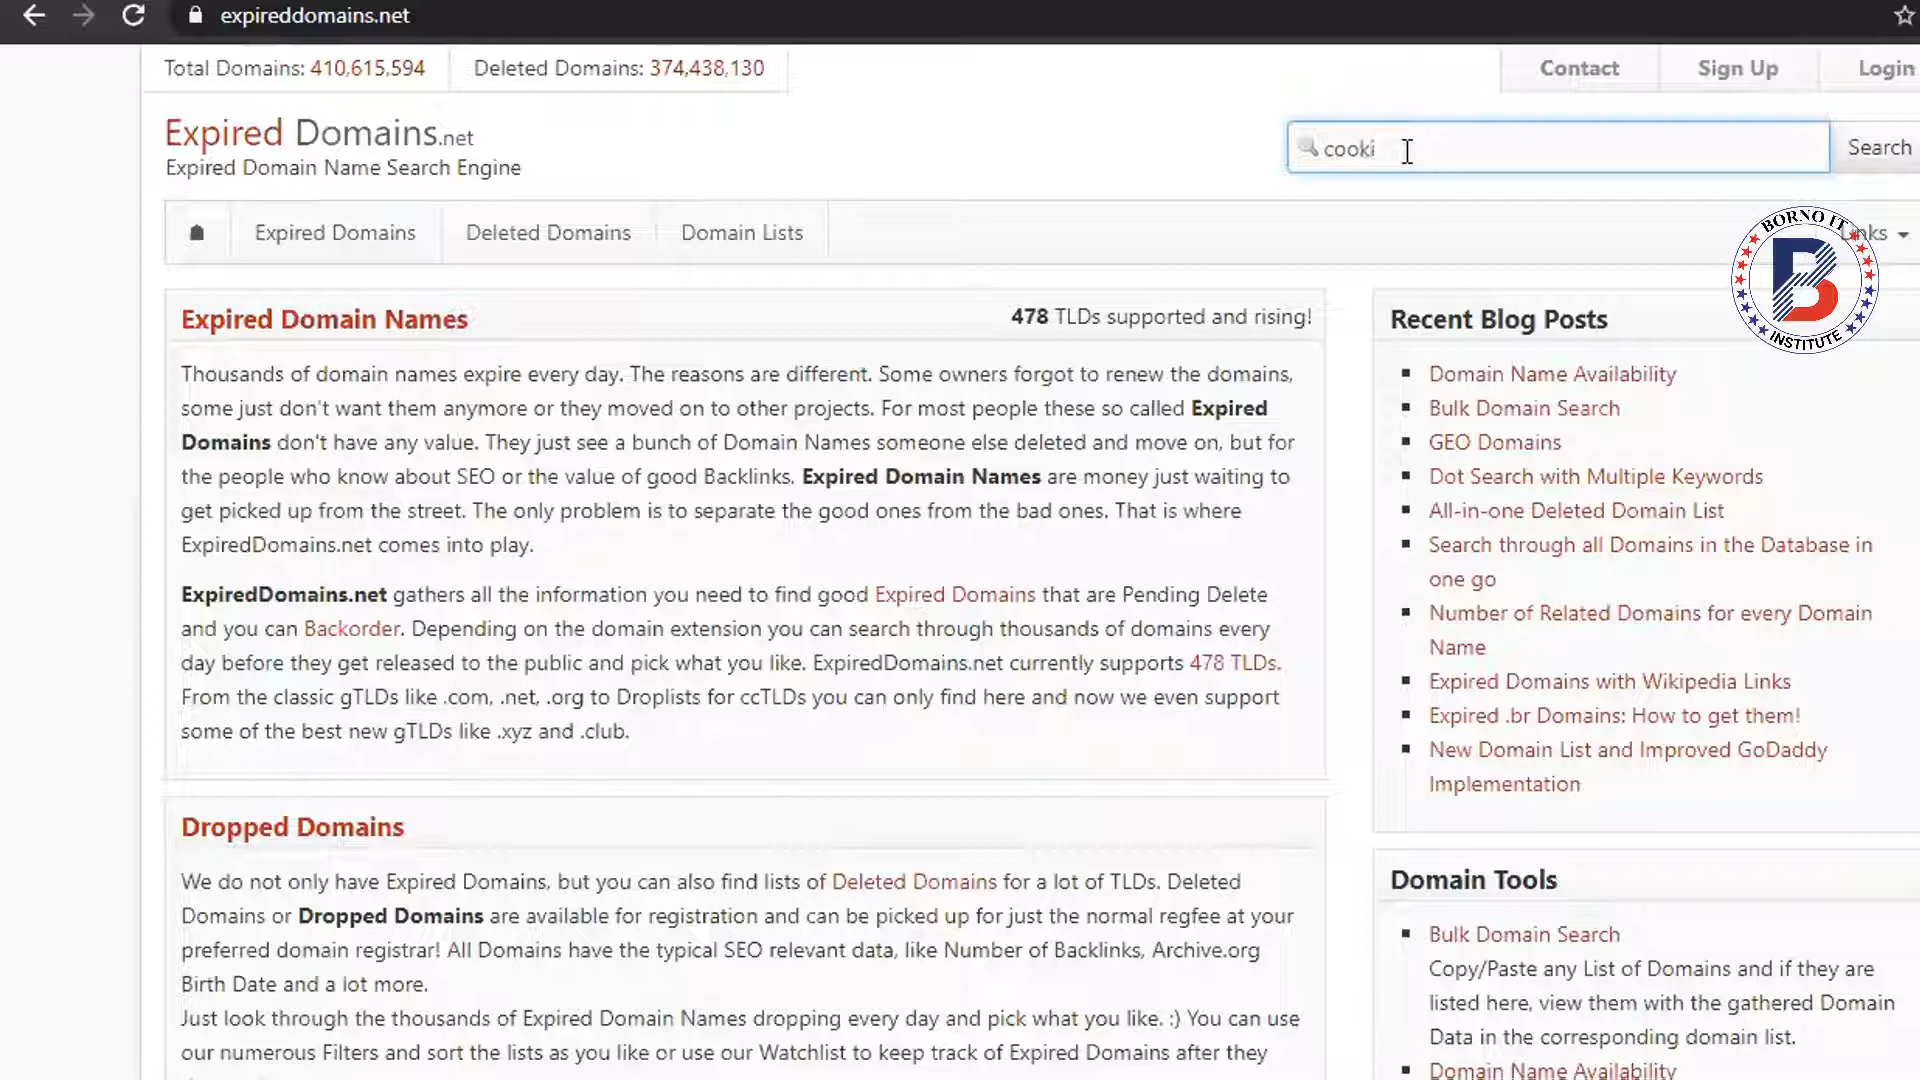 expireddomains.net
Total Domains: 410,615,594
Deleted Domains: 374,438,130
Contact
Sign Up
Login
Expired Domains.net
Expired Domain Name Search Engine
cooki
Search
Expired Domains
Deleted Domains
Domain Lists
Links
BORNO IT
B
INSTITUTE
Expired Domain Names
478 TLDs supported and rising!
Thousands of domain names expire every day. The reasons are different. Some owners forgot to renew the domains,
some just don't want them anymore or they moved on to other projects. For most people these so called Expired
Domains don't have any value. They just see a bunch of Domain Names someone else deleted and move on, but for
the people who know about SEO or the value of good Backlinks, Expired Domain Names are money just waiting to
get picked up from the street. The only problem is to separate the good ones from the bad ones. That is where
ExpiredDomains.net comes into play.
ExpiredDomains.net gathers all the information you need to find good Expired Domains that are Pending Delete
and you can Backorder. Depending on the domain extension you can search through thousands of domains every
day before they get released to the public and pick what you like. ExpiredDomains.net currently supports 478 TLDs.
From the classic gTLDs like .com, .net, .org to Droplists for ccTLDs you can only find here and now we even support
some of the best new gTLDs like .xyz and .club.
Dropped Domains
We do not only have Expired Domains, but you can also find lists of Deleted Domains for a lot of TLDs. Deleted
Domains or Dropped Domains are available for registration and can be picked up for just the normal regfee at your
preferred domain registrar! All Domains have the typical SEO relevant data, like Number of Backlinks, Archive.org
Birth Date and a lot more.
Just look through the thousands of Expired Domain Names dropping every day and pick what you like. :) You can use
our numerous Filters and sort the lists as you like or use our Watchlist to keep track of Expired Domains after they
Recent Blog Posts
Domain Name Availability
Bulk Domain Search
GEO Domains
Dot Search with Multiple Keywords
All-in-one Deleted Domain List
Search through all Domains in the Database in
one go
Number of Related Domains for every Domain
Name
Expired Domains with Wikipedia Links
Expired .br Domains: How to get them!
New Domain List and Improved GoDaddy
Implementation
Domain Tools
Bulk Domain Search
Copy/Paste any List of Domains and if they are
listed here, view them with the gathered Domain
Data in the corresponding domain list.
Domain Name Availability